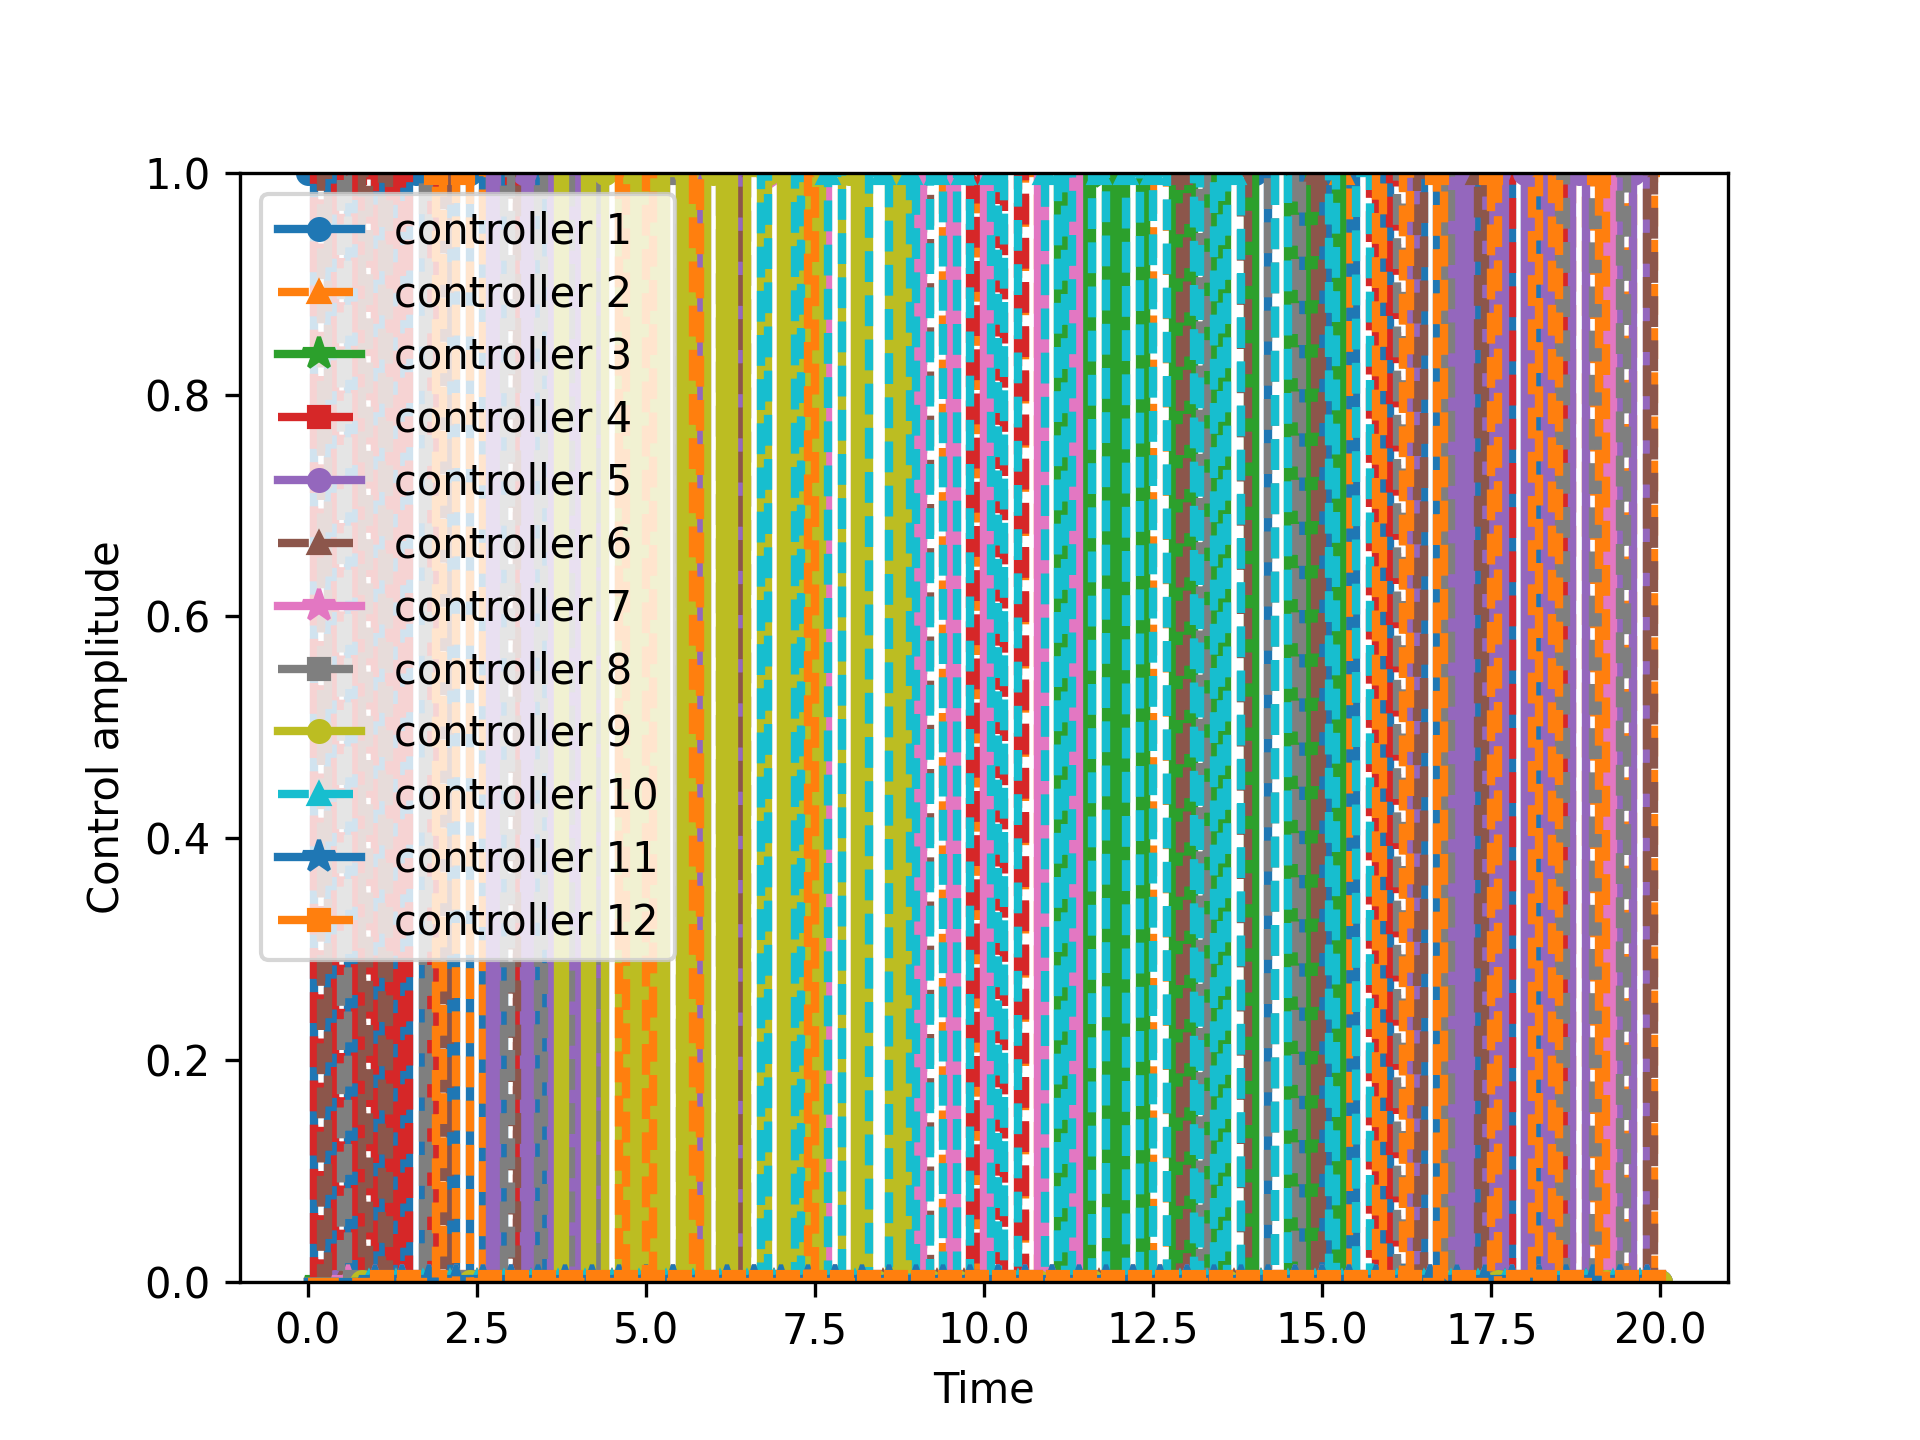 1.0
0.8
0.6
0.4
0.2
0.0
Control amplitude
controller 1
controller 2
controller 3
controller 4
controller 5
controller 6
controller 7
controller 8
controller 9
controller 10
controller 11
controller 12
0.0 2.5 5.0 7.5 10.0 12.5 15.0 17.5 20.0
Time